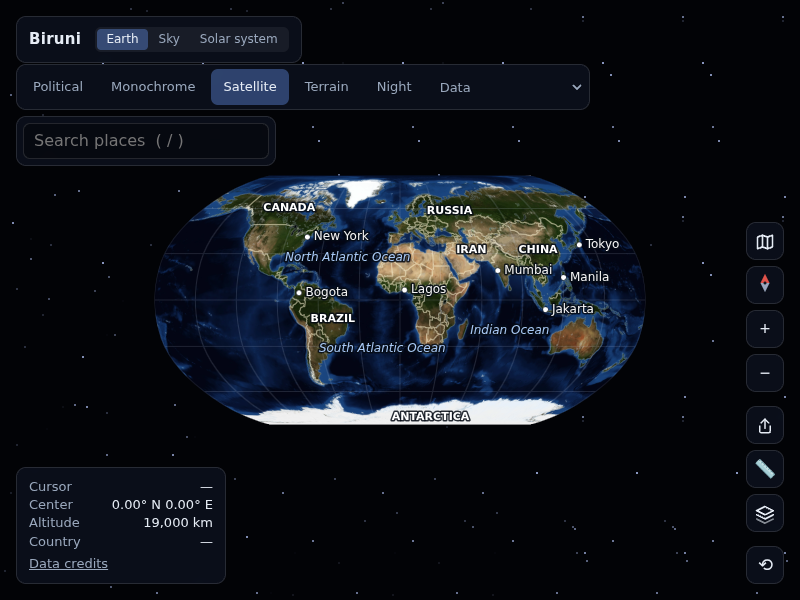 Biruni Earth Sky Solar system
Political Monochrome Satellite Terrain Night Data
Search places ( / )
CANADA
RUSSIA
New York
Tokyo
IRAN
CHINA
North Atlantic Ocean
Mumbai
Manila
Bogota
Lagos
Jakarta
BRAZIL
Indian Ocean
South Atlantic Ocean
ANTARCTICA
+
−
Cursor —
Center 0.00° N 0.00° E
Altitude 19,000 km
Country —
Data credits